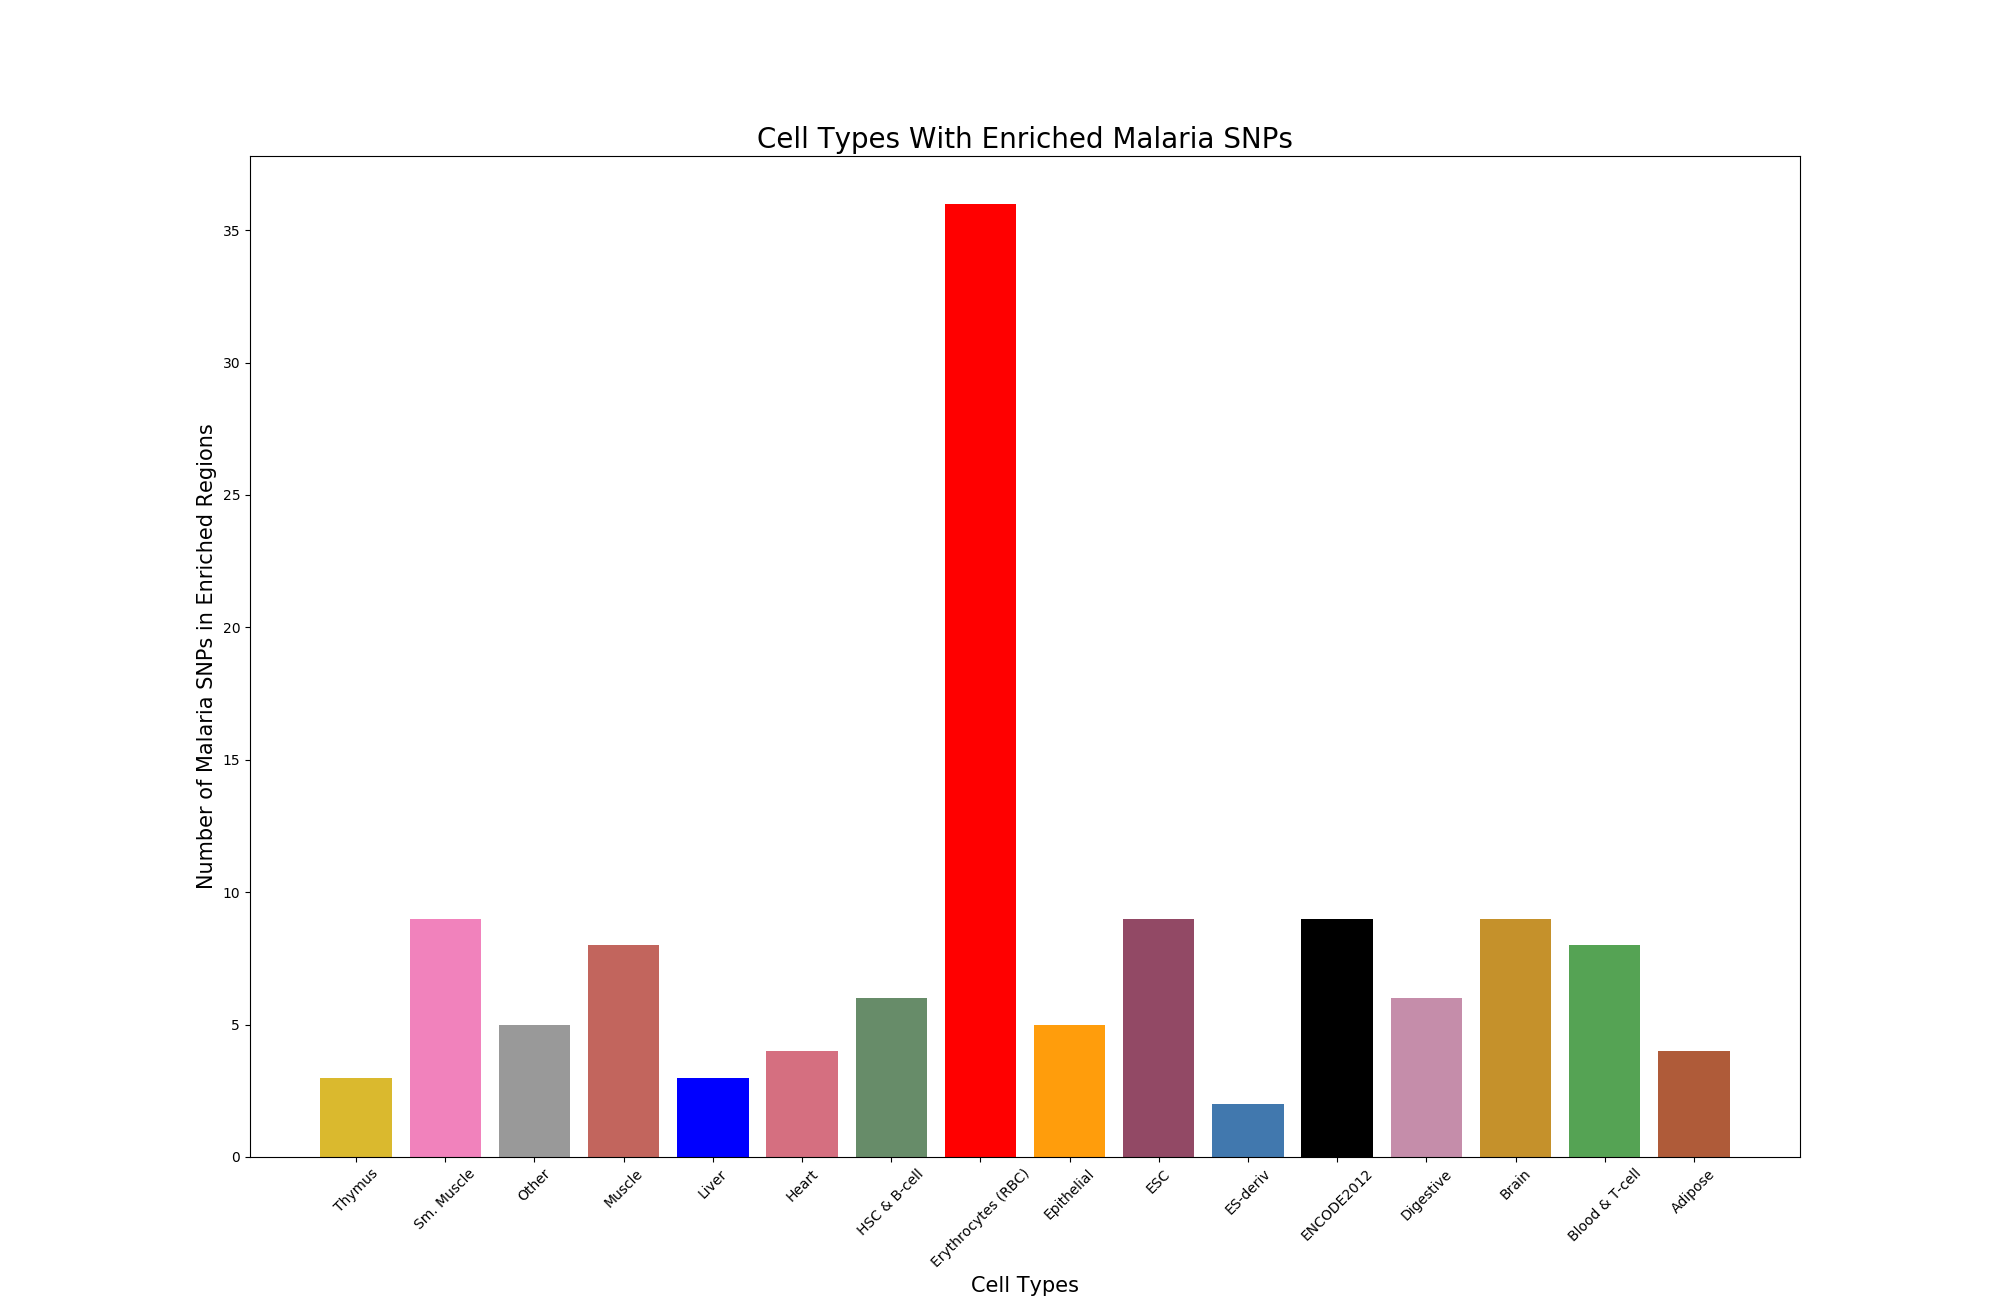 Cell Types With Enriched Malaria SNPs
Number of Malaria SNPs in Enriched Regions
35
30
25
20
15
10
5
0
Thymus
Sm. Muscle
Other
Muscle
Liver
Heart
HSC & B-cell
Erythrocytes (RBC)
Epithelial
ESC
ES-deriv
ENCODE2012
Digestive
Brain
Blood & T-cell
Adipose
Cell Types